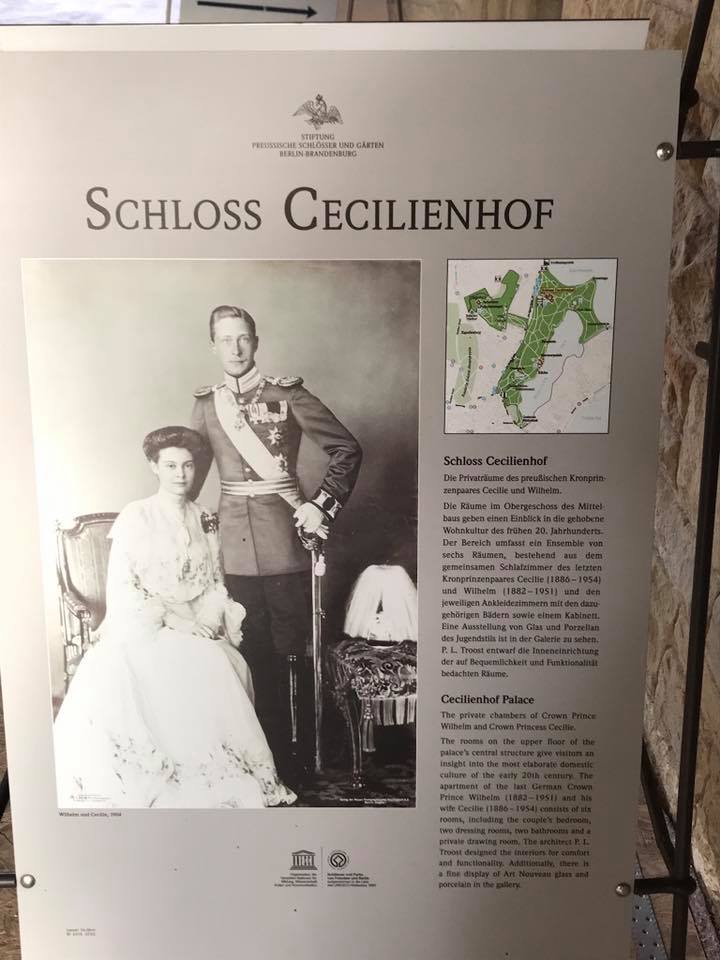 STIFTUNG
PREUSSISCHE SCHLÖSSER UND GÄRTEN
BERLIN-BRANDENBURG
SCHLOSS CECILIENHOF
Schloss Cecilienhof
Die Privaträume des preußischen Kronprin-
zenpaares Cecilie und Wilhelm.
Die Räume im Obergeschoss des Mittel-
baus geben einen Einblick in die gehobene
Wohnkultur des frühen 20. Jahrhunderts.
Der Bereich umfasst ein Ensemble von
sechs Räumen, bestehend aus dem
gemeinsamen Schlafzimmer des letzten
Kronprinzenpaares Cecilie (1886 – 1954)
und Wilhelm (1882 – 1951) und den
jeweiligen Ankleidezimmern mit den dazu-
gehörigen Bädern sowie einem Kabinett.
Eine Ausstellung von Glas und Porzellan
des Jugendstils ist in der Galerie zu sehen.
P. L. Troost entwarf die Inneneinrichtung
der auf Bequemlichkeit und Funktionalität
bedachten Räume.
Cecilienhof Palace
The private chambers of Crown Prince
Wilhelm and Crown Princess Cecilie.
The rooms on the upper floor of the
palace's central structure give visitors an
insight into the most elaborate domestic
culture of the early 20th century. The
apartment of the last German Crown
Prince Wilhelm (1882 – 1951) and his
wife Cecilie (1886 – 1954) consists of six
rooms, including the couple's bedroom,
two dressing rooms, two bathrooms and a
private drawing room. The architect P. L.
Troost designed the interiors for comfort
and functionality. Additionally, there is
a fine display of Art Nouveau glass and
porcelain in the gallery.
Wilhelm und Cecilie, 1904